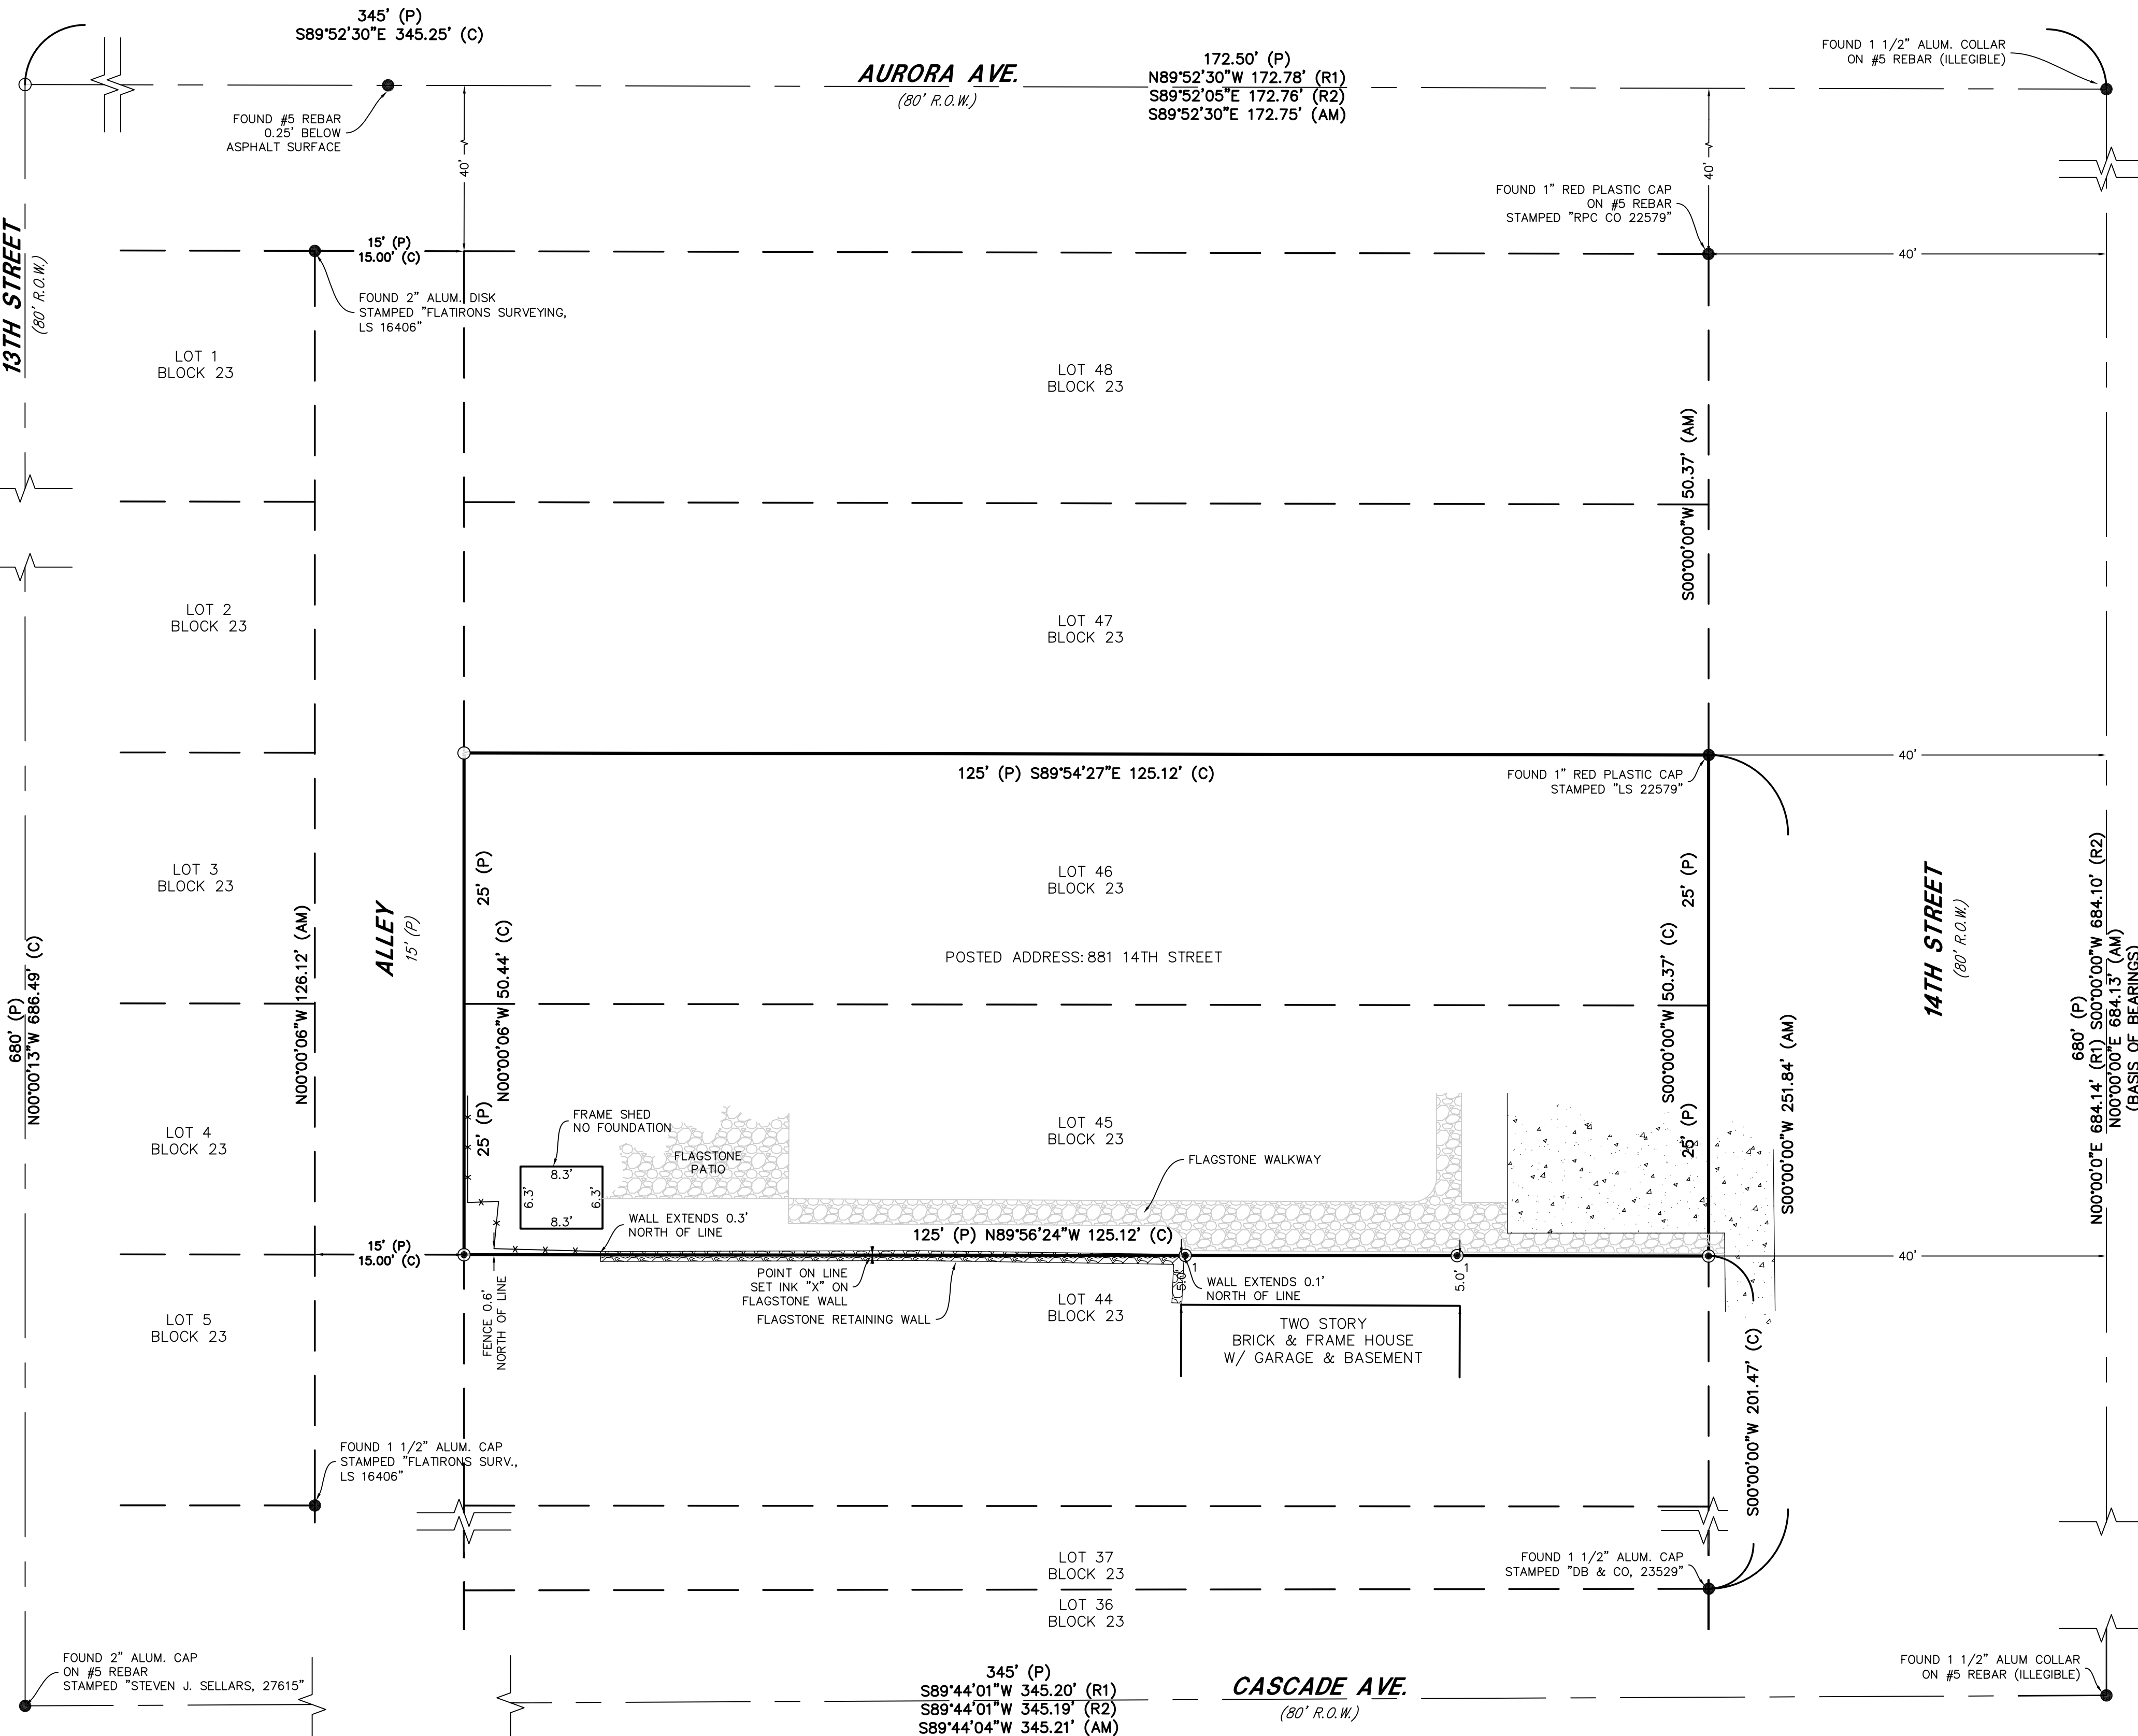 345' (P)
S89°52'30"E 345.25' (C)
AURORA AVE.
(80' R.O.W.)
172.50' (P)
N89°52'30"W 172.78' (R1)
S89°52'05"E 172.76' (R2)
S89°52'30"E 172.75' (AM)
FOUND 1 1/2" ALUM. COLLAR
ON #5 REBAR (ILLEGIBLE)
FOUND #5 REBAR
0.25' BELOW
ASPHALT SURFACE
40'
40'
FOUND 1" RED PLASTIC CAP
ON #5 REBAR
STAMPED "RPC CO 22579"
13TH STREET
(80' R.O.W.)
15' (P)
15.00' (C)
40'
FOUND 2" ALUM. DISK
STAMPED "FLATIRONS SURVEYING,
LS 16406"
LOT 1
BLOCK 23
LOT 48
BLOCK 23
S00°00'00"W 50.37' (AM)
LOT 2
BLOCK 23
LOT 47
BLOCK 23
125' (P) S89°54'27"E 125.12' (C)
FOUND 1" RED PLASTIC CAP
STAMPED "LS 22579"
40'
LOT 3
BLOCK 23
ALLEY
15' (P)
25' (P)
LOT 46
BLOCK 23
25' (P)
14TH STREET
(80' R.O.W.)
680' (P)
N00°00'13"W 686.49' (C)
N00°00'06"W 126.12' (AM)
N00°00'06"W 50.44' (C)
POSTED ADDRESS: 881 14TH STREET
S00°00'00"W 50.37' (C)
S00°00'00"W 251.84' (AM)
680' (P)
N00°00'0"E 684.14' (R1) S00°00'00"W 684.10' (R2)
N00°00'00"E 684.13' (AM)
(BASIS OF BEARINGS)
LOT 4
BLOCK 23
25' (P)
FRAME SHED
NO FOUNDATION
8.3'
6.3'
6.3'
8.3'
FLAGSTONE
PATIO
LOT 45
BLOCK 23
FLAGSTONE WALKWAY
25' (P)
WALL EXTENDS 0.3'
NORTH OF LINE
125' (P) N89°56'24"W 125.12' (C)
15' (P)
15.00' (C)
40'
FENCE 0.6'
NORTH OF LINE
POINT ON LINE
SET INK "X" ON
FLAGSTONE WALL
FLAGSTONE RETAINING WALL
5.0'
1
WALL EXTENDS 0.1'
NORTH OF LINE
5.0'
1
LOT 5
BLOCK 23
LOT 44
BLOCK 23
TWO STORY
BRICK & FRAME HOUSE
W/ GARAGE & BASEMENT
S00°00'00"W 201.47' (C)
FOUND 1 1/2" ALUM. CAP
STAMPED "FLATIRONS SURV.,
LS 16406"
LOT 37
BLOCK 23
FOUND 1 1/2" ALUM. CAP
STAMPED "DB & CO, 23529"
LOT 36
BLOCK 23
FOUND 2" ALUM. CAP
ON #5 REBAR
STAMPED "STEVEN J. SELLARS, 27615"
345' (P)
S89°44'01"W 345.20' (R1)
S89°44'01"W 345.19' (R2)
S89°44'04"W 345.21' (AM)
CASCADE AVE.
(80' R.O.W.)
FOUND 1 1/2" ALUM COLLAR
ON #5 REBAR (ILLEGIBLE)